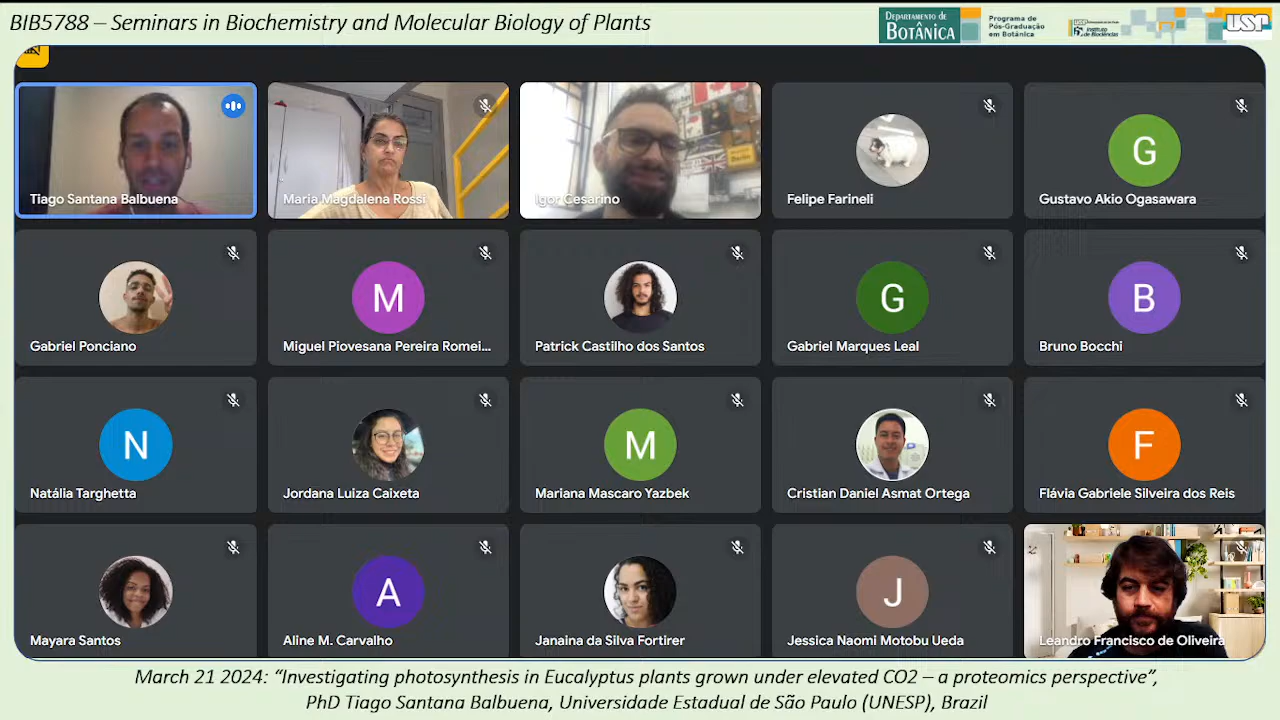 BIB5788 – Seminars in Biochemistry and Molecular Biology of Plants
DEPARTAMENTO DE
BOTÂNICA
Programa de
Pós-Graduação
em Botânica
USP
Instituto
de Biociências
USP
Tiago Santana Balbuena
Maria Magdalena Rossi
Igor Cesarino
Felipe Farineli
G
Gustavo Akio Ogasawara
Gabriel Ponciano
M
Miguel Piovesana Pereira Romei...
Patrick Castilho dos Santos
G
Gabriel Marques Leal
B
Bruno Bocchi
N
Natália Targhetta
Jordana Luiza Caixeta
M
Mariana Mascaro Yazbek
Cristian Daniel Asmat Ortega
F
Flávia Gabriele Silveira dos Reis
Mayara Santos
A
Aline M. Carvalho
Janaina da Silva Fortirer
J
Jessica Naomi Motobu Ueda
Leandro Francisco de Oliveira
March 21 2024: “Investigating photosynthesis in Eucalyptus plants grown under elevated CO2 – a proteomics perspective”,
PhD Tiago Santana Balbuena, Universidade Estadual de São Paulo (UNESP), Brazil